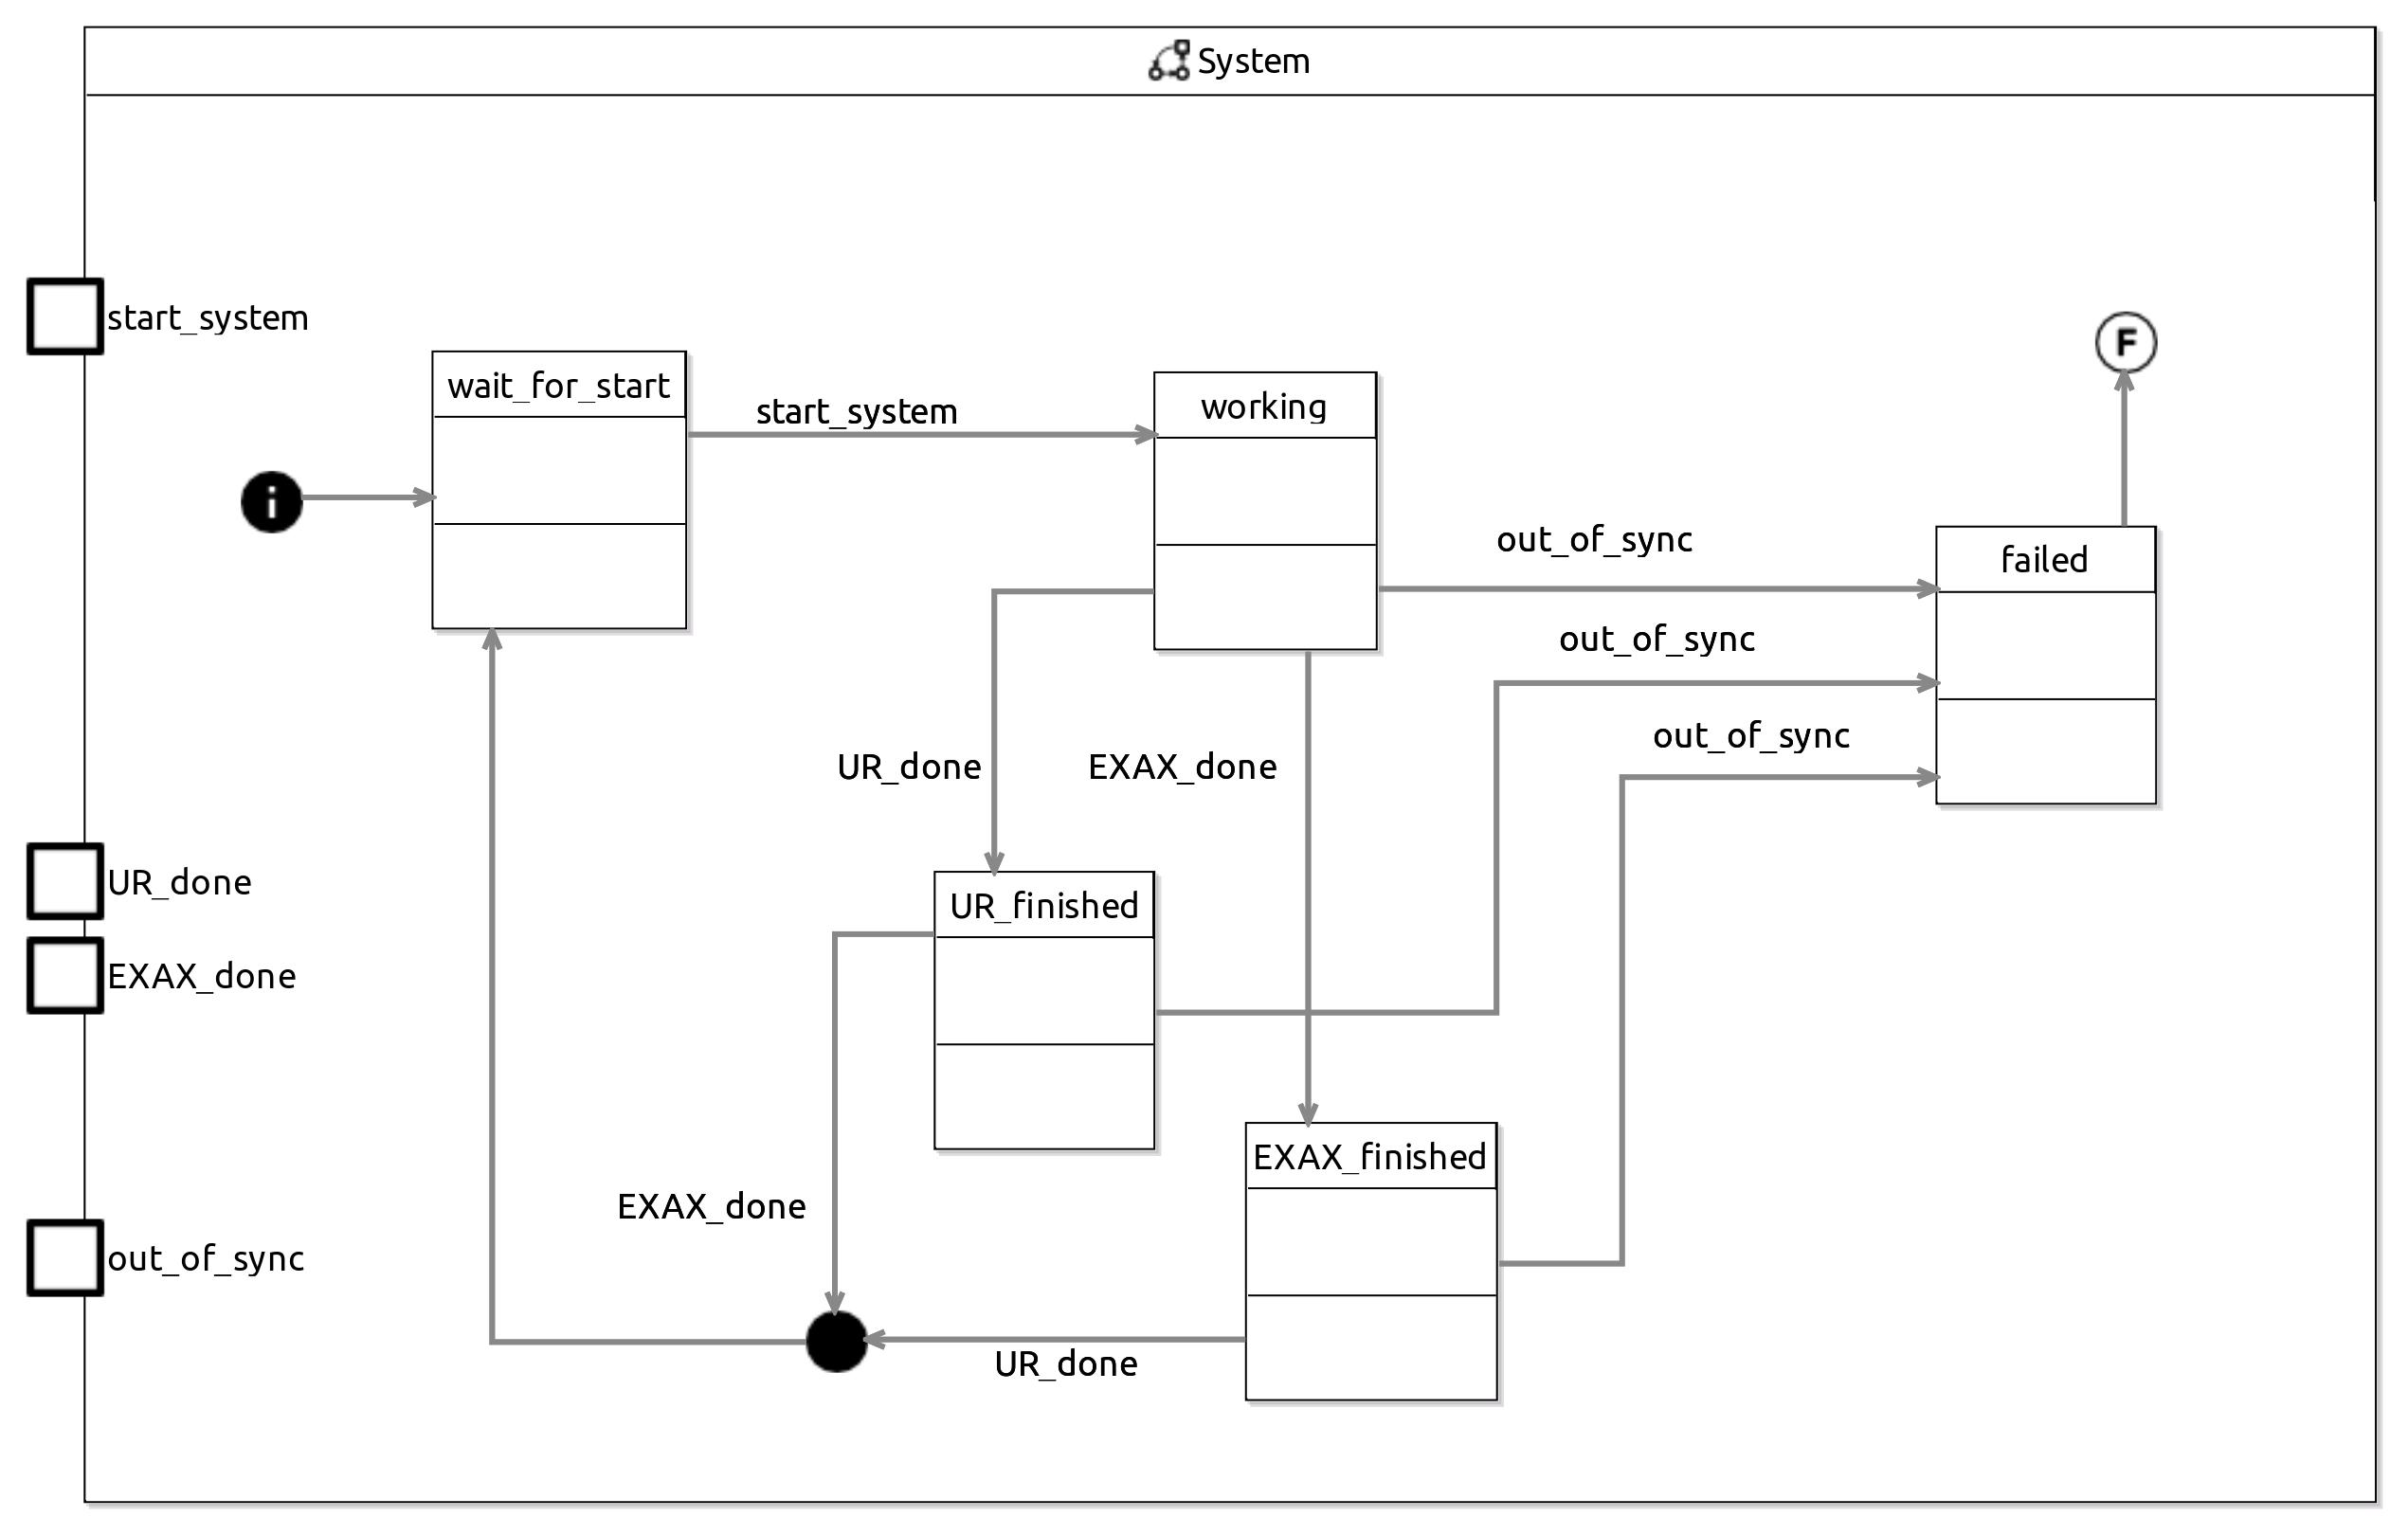 System
start_system
wait_for_start
start_system
working
F
i
out_of_sync
failed
out_of_sync
out_of_sync
UR_done
EXAX_done
UR_done
UR_finished
EXAX_done
EXAX_finished
EXAX_done
out_of_sync
UR_done